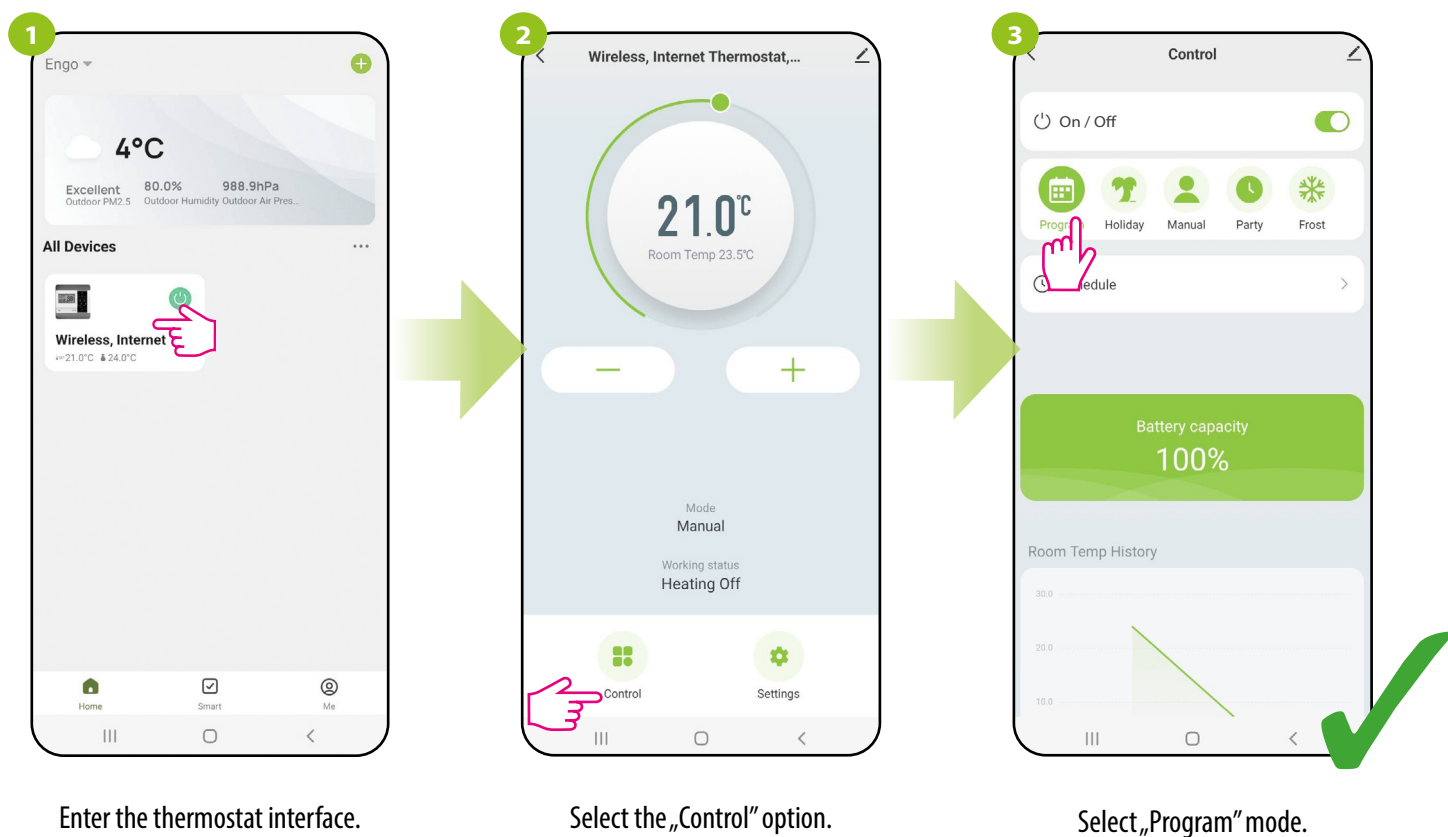 1
Engo
4°C
Excellent 80.0% 988.9hPa
Outdoor PM2.5 Outdoor Humidity Outdoor Air Pres...
All Devices
Wireless, Internet
21.0°C 24.0°C
Home Smart Me
Enter the thermostat interface.
2
Wireless, Internet Thermostat,...
21.0°C
Room Temp 23.5°C
Mode
Manual
Working status
Heating Off
Control Settings
Select the „Control" option.
3
Control
On / Off
Holiday Manual Party Frost
Battery capacity
100%
Room Temp History
30.0
20.0
10.0
Select „Program" mode.